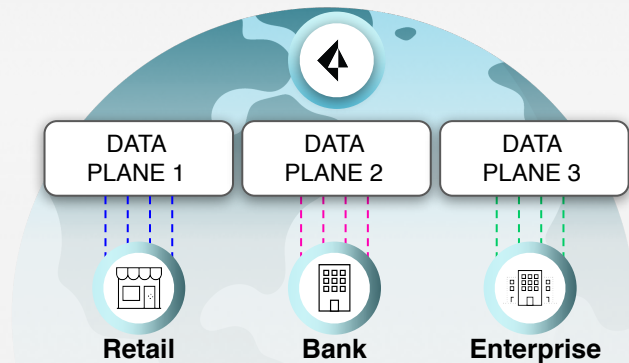 DATA
PLANE 1
DATA
PLANE 2
DATA
PLANE 3
Retail
Bank
Enterprise